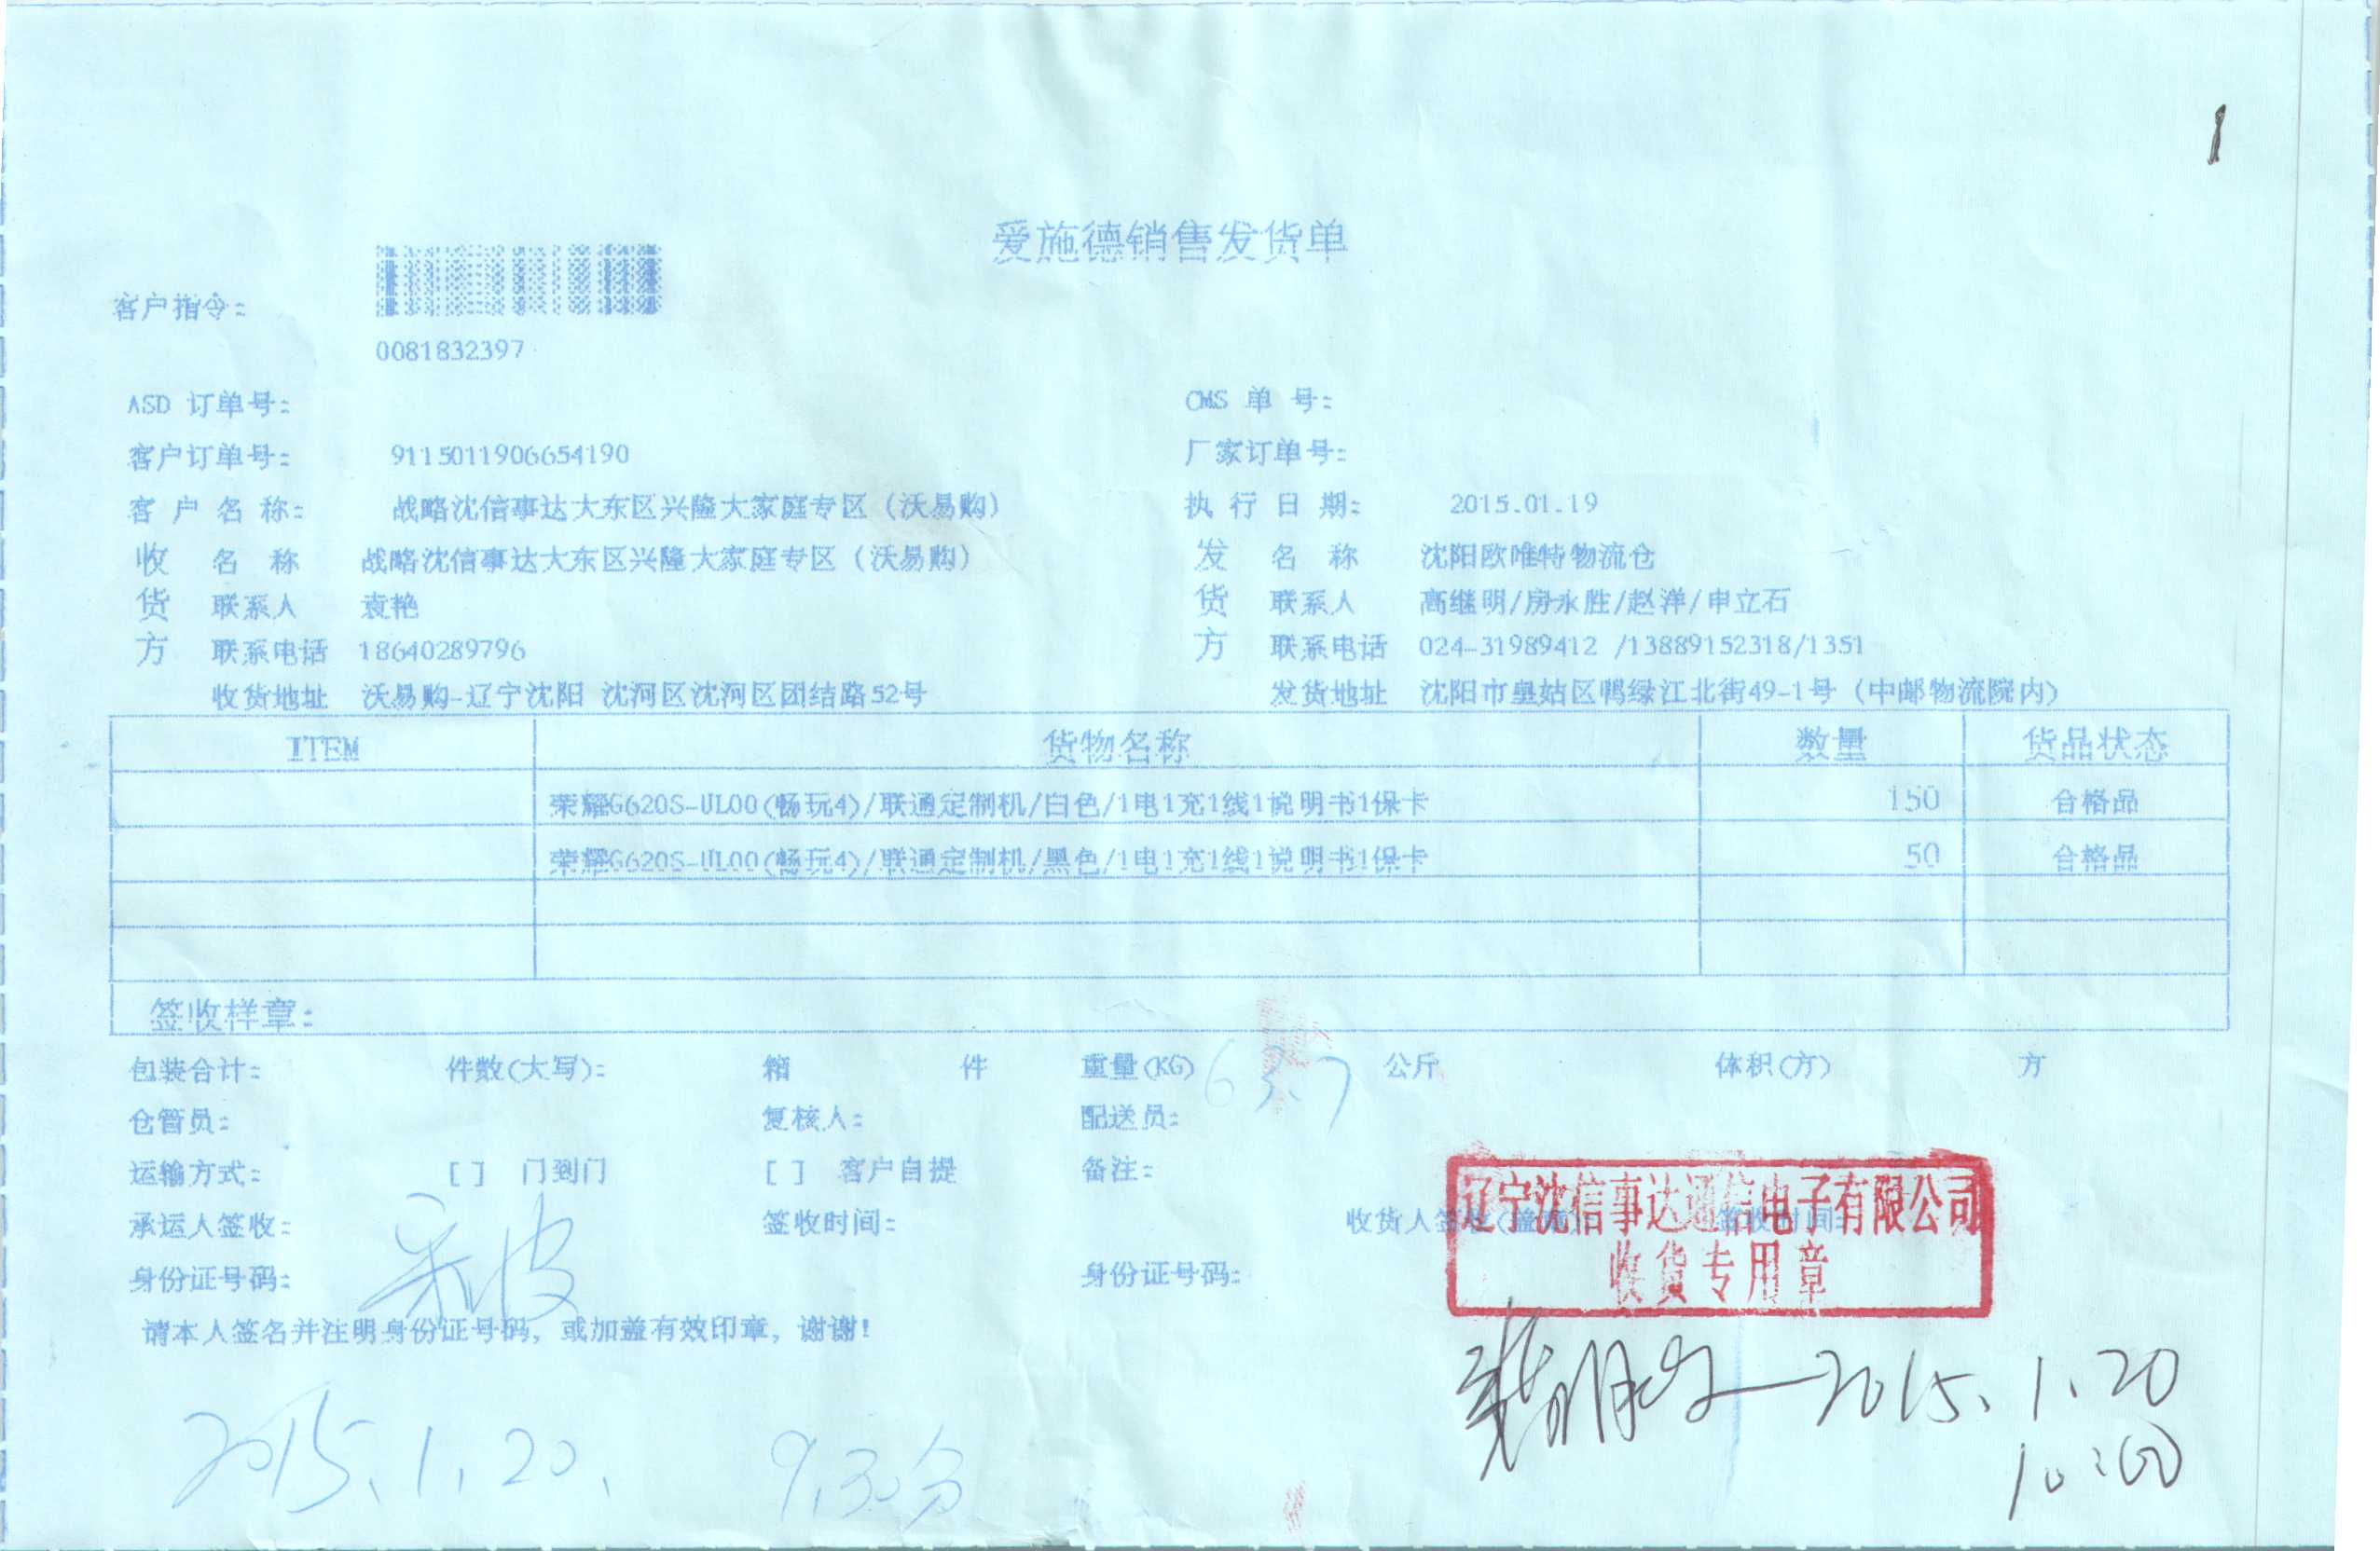 1
爱施德销售发货单
客户指令:
0081832397
ASD 订单号: CMS 单 号:
客户订单号: 9115011906654190 厂家订单号:
客 户 名 称: 战略沈信事达大东区兴隆大家庭专区(沃易购) 执 行 日 期: 2015.01.19
收 名 称 战略沈信事达大东区兴隆大家庭专区(沃易购) 发 名 称 沈阳欧唯特物流仓
货 联系人 袁艳 货 联系人 高继明/房永胜/赵洋/申立石
方 联系电话 18640289796 方 联系电话 024-31989412 /13889152318/1351
收货地址 沃易购-辽宁沈阳 沈河区沈河区团结路52号 发货地址 沈阳市皇姑区鸭绿江北街49-1号(中邮物流院内)
ITEM 货物名称 数量 货品状态
荣耀G620S-UL00(畅玩4)/联通定制机/白色/1电1充1线1说明书1保卡 150 合格品
荣耀G620S-UL00(畅玩4)/联通定制机/黑色/1电1充1线1说明书1保卡 50 合格品
签收样章:
包装合计: 件数(大写): 箱 件 重量(KG) 63.7 公斤 体积(方) 方
仓管员: 复核人: 配送员:
运输方式: [ ] 门到门 [ ] 客户自提 备注:
承运人签收: 签收时间: 收货人签收(盖章) 签收时间:
辽宁沈信事达通信电子有限公司
收货专用章
身份证号码: 身份证号码:
请本人签名并注明身份证号码, 或加盖有效印章, 谢谢!
2015.1.20
10:00
2015.1.20. 9.30分